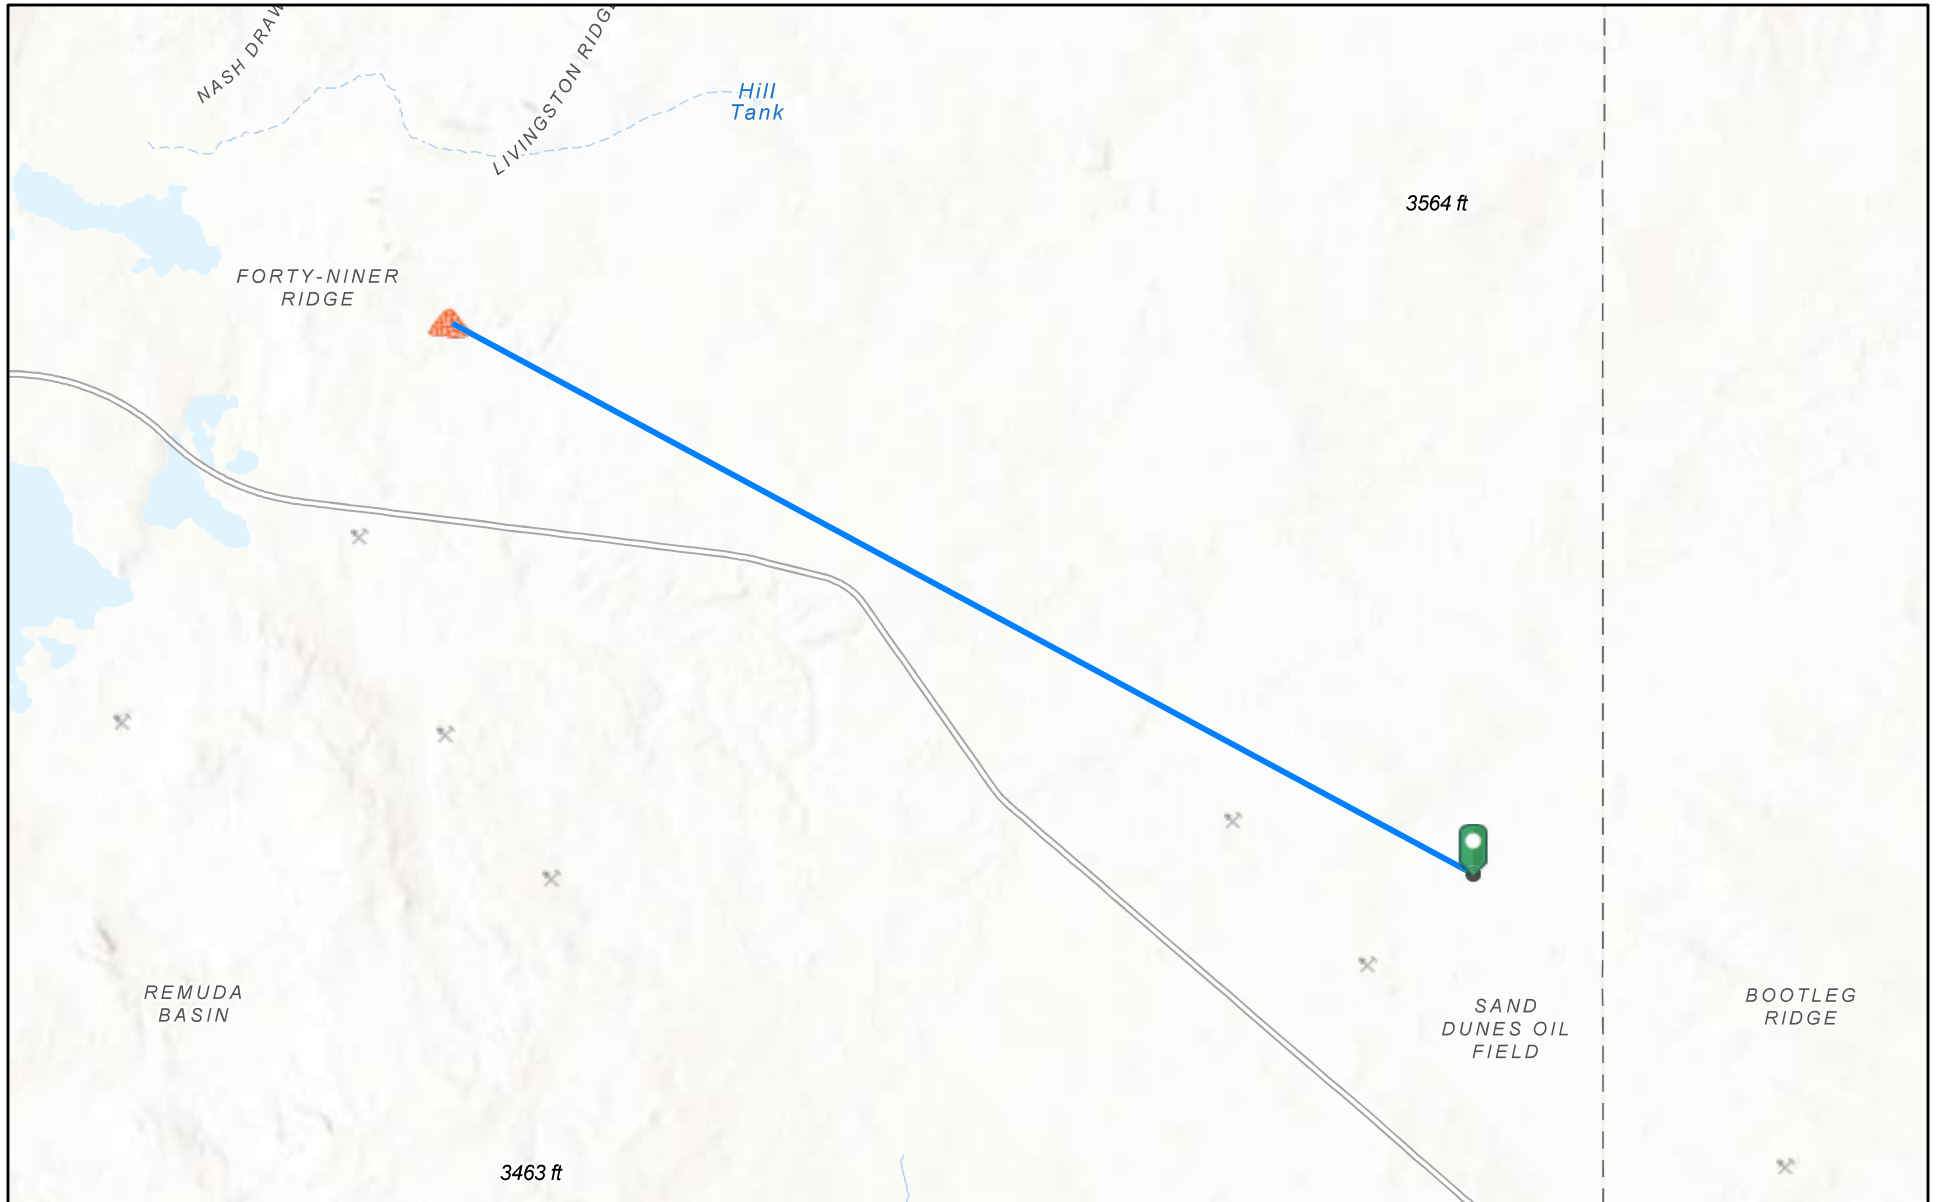 NASH DRAW
LIVINGSTON RIDGE
Hill
Tank
3564 ft
FORTY-NINER
RIDGE
REMUDA
BASIN
SAND
DUNES OIL
FIELD
BOOTLEG
RIDGE
3463 ft